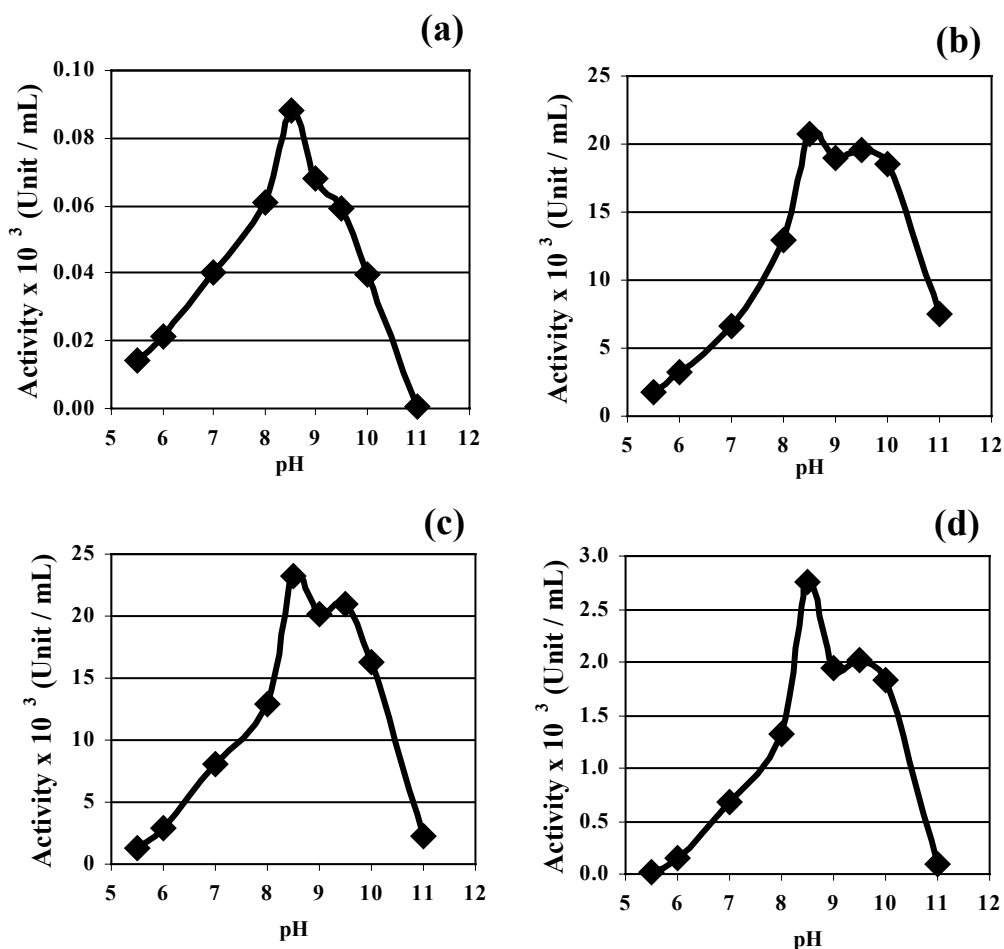 (a)
Activity x 10 3 (Unit / mL)
0.10
0.08
0.06
0.04
0.02
0.00
5 6 7 8 9 10 11 12
pH
(b)
Activity x 10 3 (Unit / mL)
25
20
15
10
5
0
5 6 7 8 9 10 11 12
pH
(c)
Activity x 10 3 (Unit / mL)
25
20
15
10
5
0
5 6 7 8 9 10 11 12
pH
(d)
Activity x 10 3 (Unit / mL)
3.0
2.5
2.0
1.5
1.0
0.5
0.0
5 6 7 8 9 10 11 12
pH